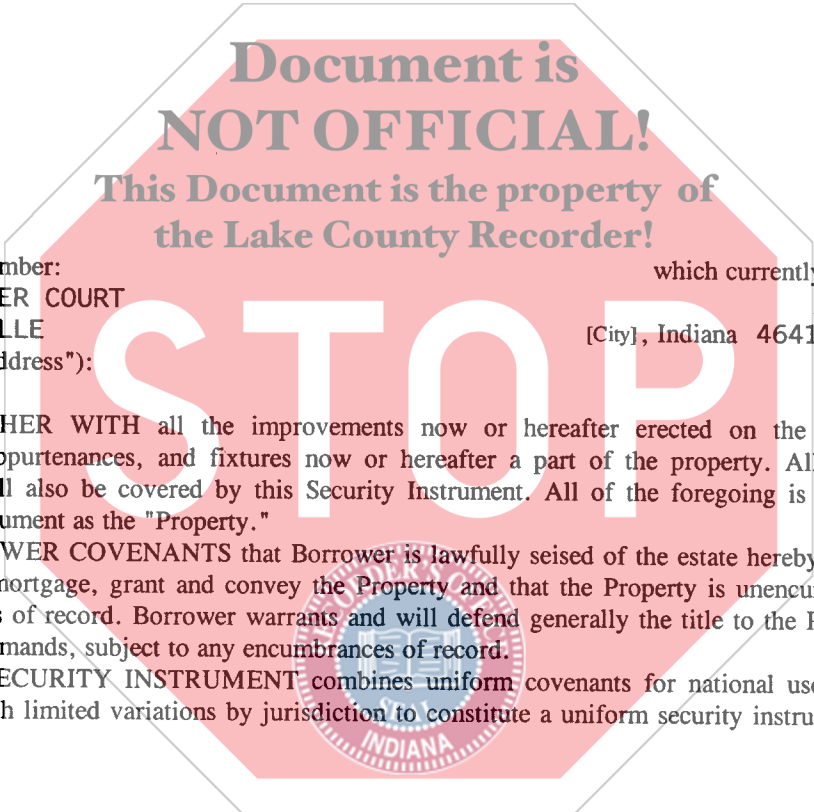 Document is
NOT OFFICIAL!
This Document is the property of
the Lake County Recorder!
mber: which currently
ER COURT
LLE [City], Indiana 4641
ddress"):
STOP
HER WITH all the improvements now or hereafter erected on the
ppurtenances, and fixtures now or hereafter a part of the property. All
ll also be covered by this Security Instrument. All of the foregoing is
ument as the "Property."
WER COVENANTS that Borrower is lawfully seised of the estate hereby
mortgage, grant and convey the Property and that the Property is unencu
s of record. Borrower warrants and will defend generally the title to the P
mands, subject to any encumbrances of record.
ECURITY INSTRUMENT combines uniform covenants for national use
h limited variations by jurisdiction to constitute a uniform security instru
SEAL
INDIANA